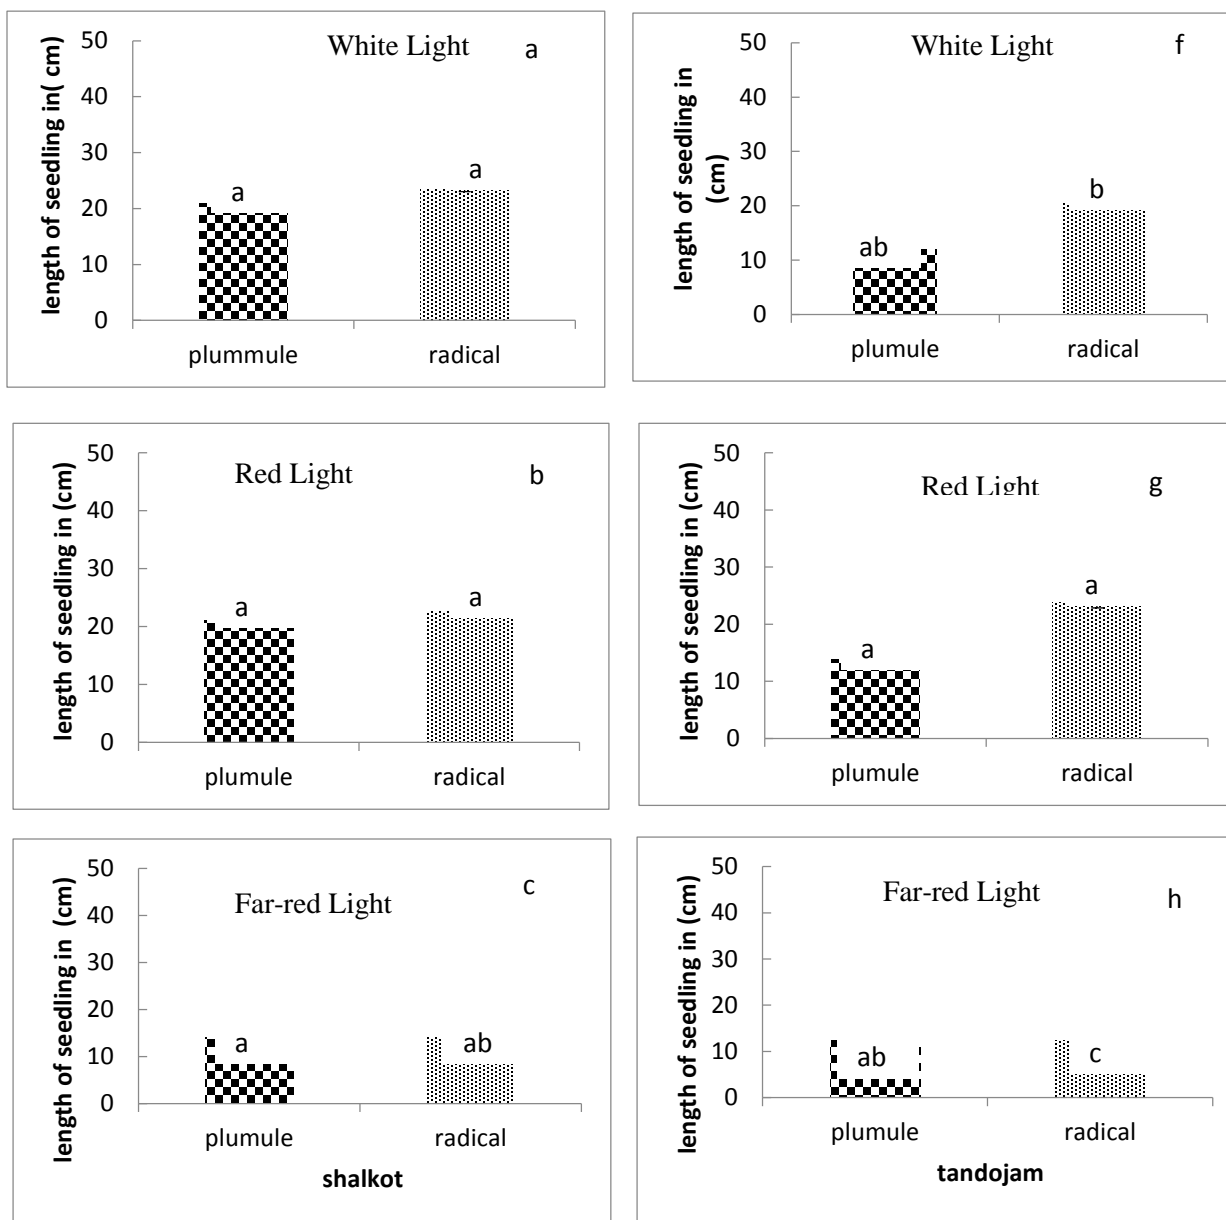 White Light
a
length of seedling in( cm)
50
40
30
20
10
0
a
a
plummule
radical
White Light
f
length of seedling in
(cm)
50
40
30
20
10
0
ab
b
plumule
radical
Red Light
b
length of seedling in (cm)
50
40
30
20
10
0
a
a
plumule
radical
Red Light
g
length of seedling in (cm)
50
40
30
20
10
0
a
a
plumule
radical
Far-red Light
c
length of seedling in (cm)
50
40
30
20
10
0
a
ab
plumule
radical
shalkot
Far-red Light
h
length of seedling in (cm)
50
40
30
20
10
0
ab
c
plumule
radical
tandojam